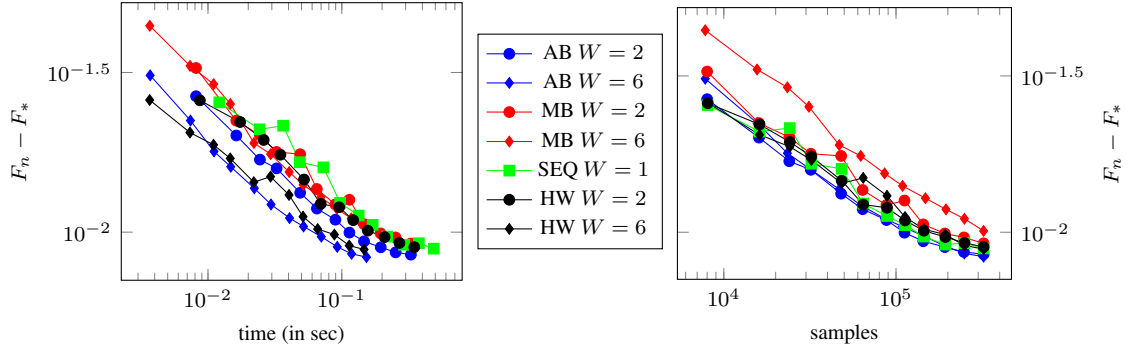 10^{−1.5}
10^{−2}
F_n − F_*
10^{−2}
10^{−1}
time (in sec)
AB W = 2
AB W = 6
MB W = 2
MB W = 6
SEQ W = 1
HW W = 2
HW W = 6
10^{−1.5}
10^{−2}
F_n − F_*
10^4
10^5
samples